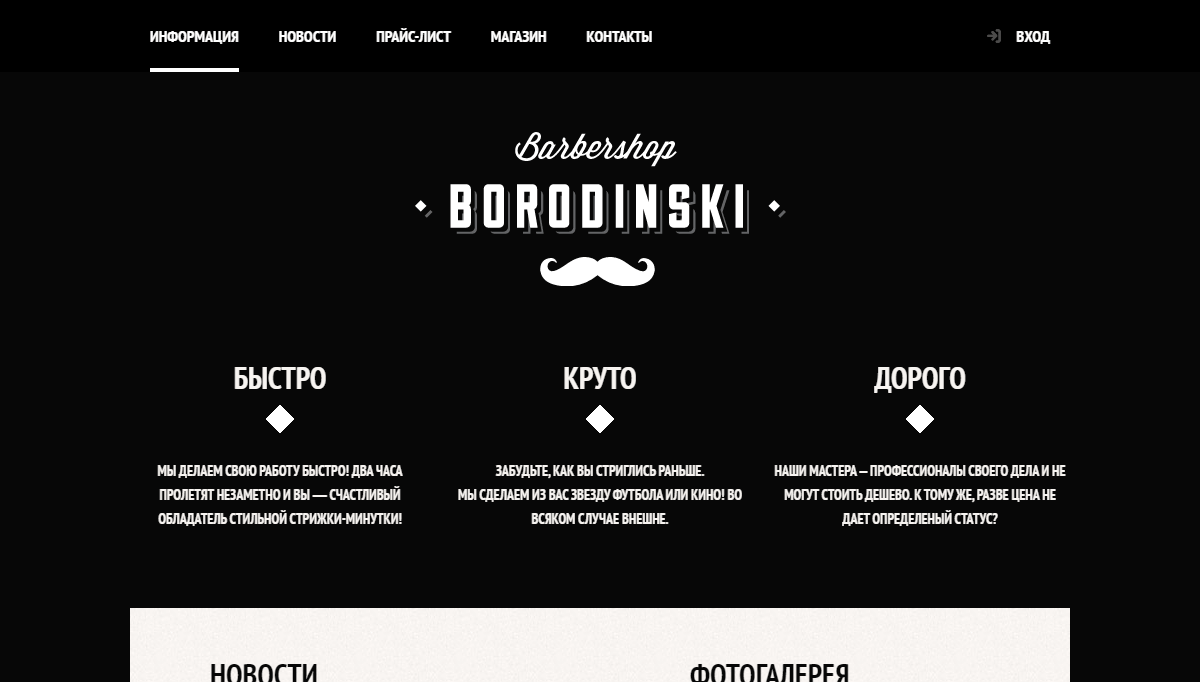 ИНФОРМАЦИЯ НОВОСТИ ПРАЙС-ЛИСТ МАГАЗИН КОНТАКТЫ ВХОД
Barbershop
BORODINSKI
БЫСТРО
МЫ ДЕЛАЕМ СВОЮ РАБОТУ БЫСТРО! ДВА ЧАСА
ПРОЛЕТЯТ НЕЗАМЕТНО И ВЫ — СЧАСТЛИВЫЙ
ОБЛАДАТЕЛЬ СТИЛЬНОЙ СТРИЖКИ-МИНУТКИ!
КРУТО
ЗАБУДЬТЕ, КАК ВЫ СТРИГЛИСЬ РАНЬШЕ.
МЫ СДЕЛАЕМ ИЗ ВАС ЗВЕЗДУ ФУТБОЛА ИЛИ КИНО! ВО
ВСЯКОМ СЛУЧАЕ ВНЕШНЕ.
ДОРОГО
НАШИ МАСТЕРА — ПРОФЕССИОНАЛЫ СВОЕГО ДЕЛА И НЕ
МОГУТ СТОИТЬ ДЕШЕВО. К ТОМУ ЖЕ, РАЗВЕ ЦЕНА НЕ
ДАЕТ ОПРЕДЕЛЕНЫЙ СТАТУС?
НОВОСТИ
ФОТОГАЛЕРЕЯ